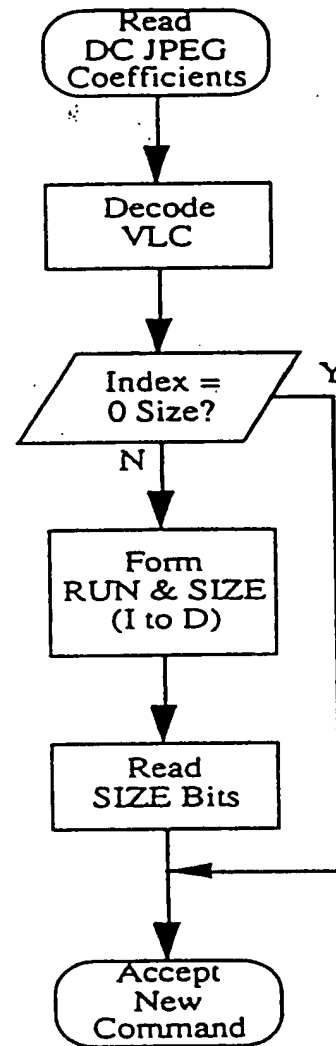 Read
DC JPEG
Coefficients
Decode
VLC
Index =
0 Size?
Y
N
Form
RUN & SIZE
(I to D)
Read
SIZE Bits
Accept
New
Command